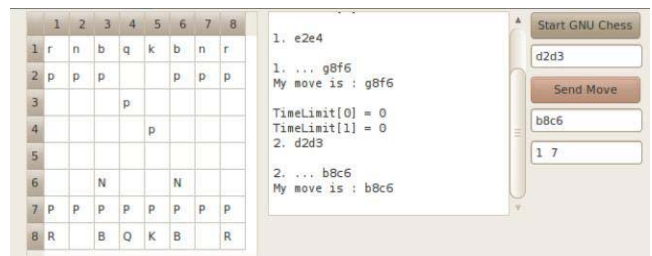 1 2 3 4 5 6 7 8
1 r n b q k b n r
2 p p p p p p
3 p
4 p
5
6 N N
7 P P P P P P P P
8 R B Q K B R
1. e2e4
1. ... g8f6
My move is : g8f6
TimeLimit[0] = 0
TimeLimit[1] = 0
2. d2d3
2. ... b8c6
My move is : b8c6
Start GNU Chess
d2d3
Send Move
b8c6
1 7